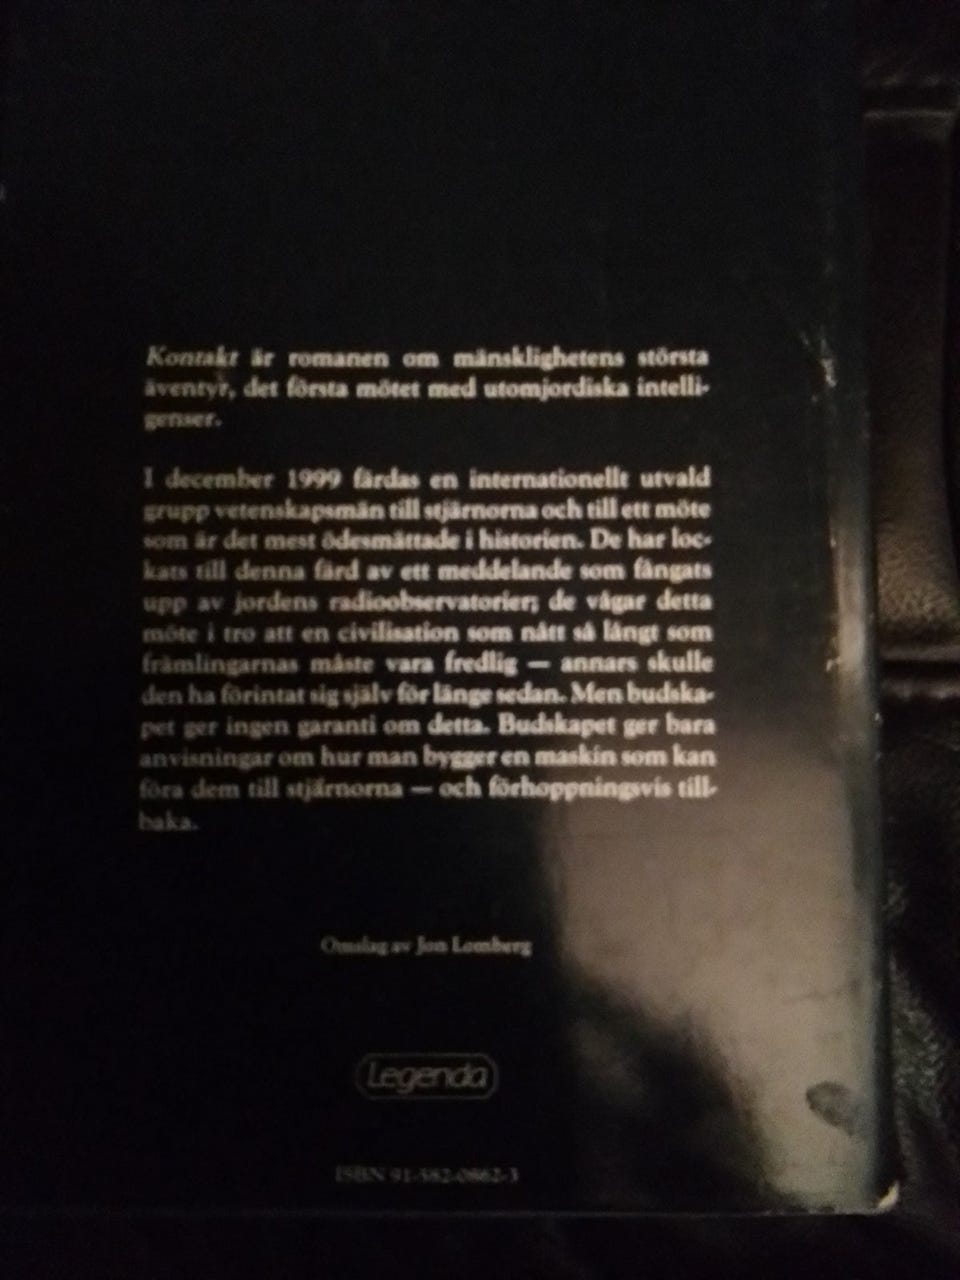 Kontakt är romanen om mänsklighetens största
äventyr, det första mötet med utomjordiska intelli-
genser.
I december 1999 färdas en internationellt utvald
grupp vetenskapsmän till stjärnorna och till ett möte
som är det mest ödesmättade i historien. De har loc-
kats till denna färd av ett meddelande som fångats
upp av jordens radioobservatorier; de vågar detta
möte i tro att en civilisation som nått så långt som
främlingarnas måste vara fredlig — annars skulle
den ha förintat sig själv för länge sedan. Men budska-
pet ger ingen garanti om detta. Budskapet ger bara
anvisningar om hur man bygger en maskin som kan
föra dem till stjärnorna — och förhoppningsvis till-
baka.
Omslag av Jon Lomberg
Legenda
ISBN 91-582-0862-3